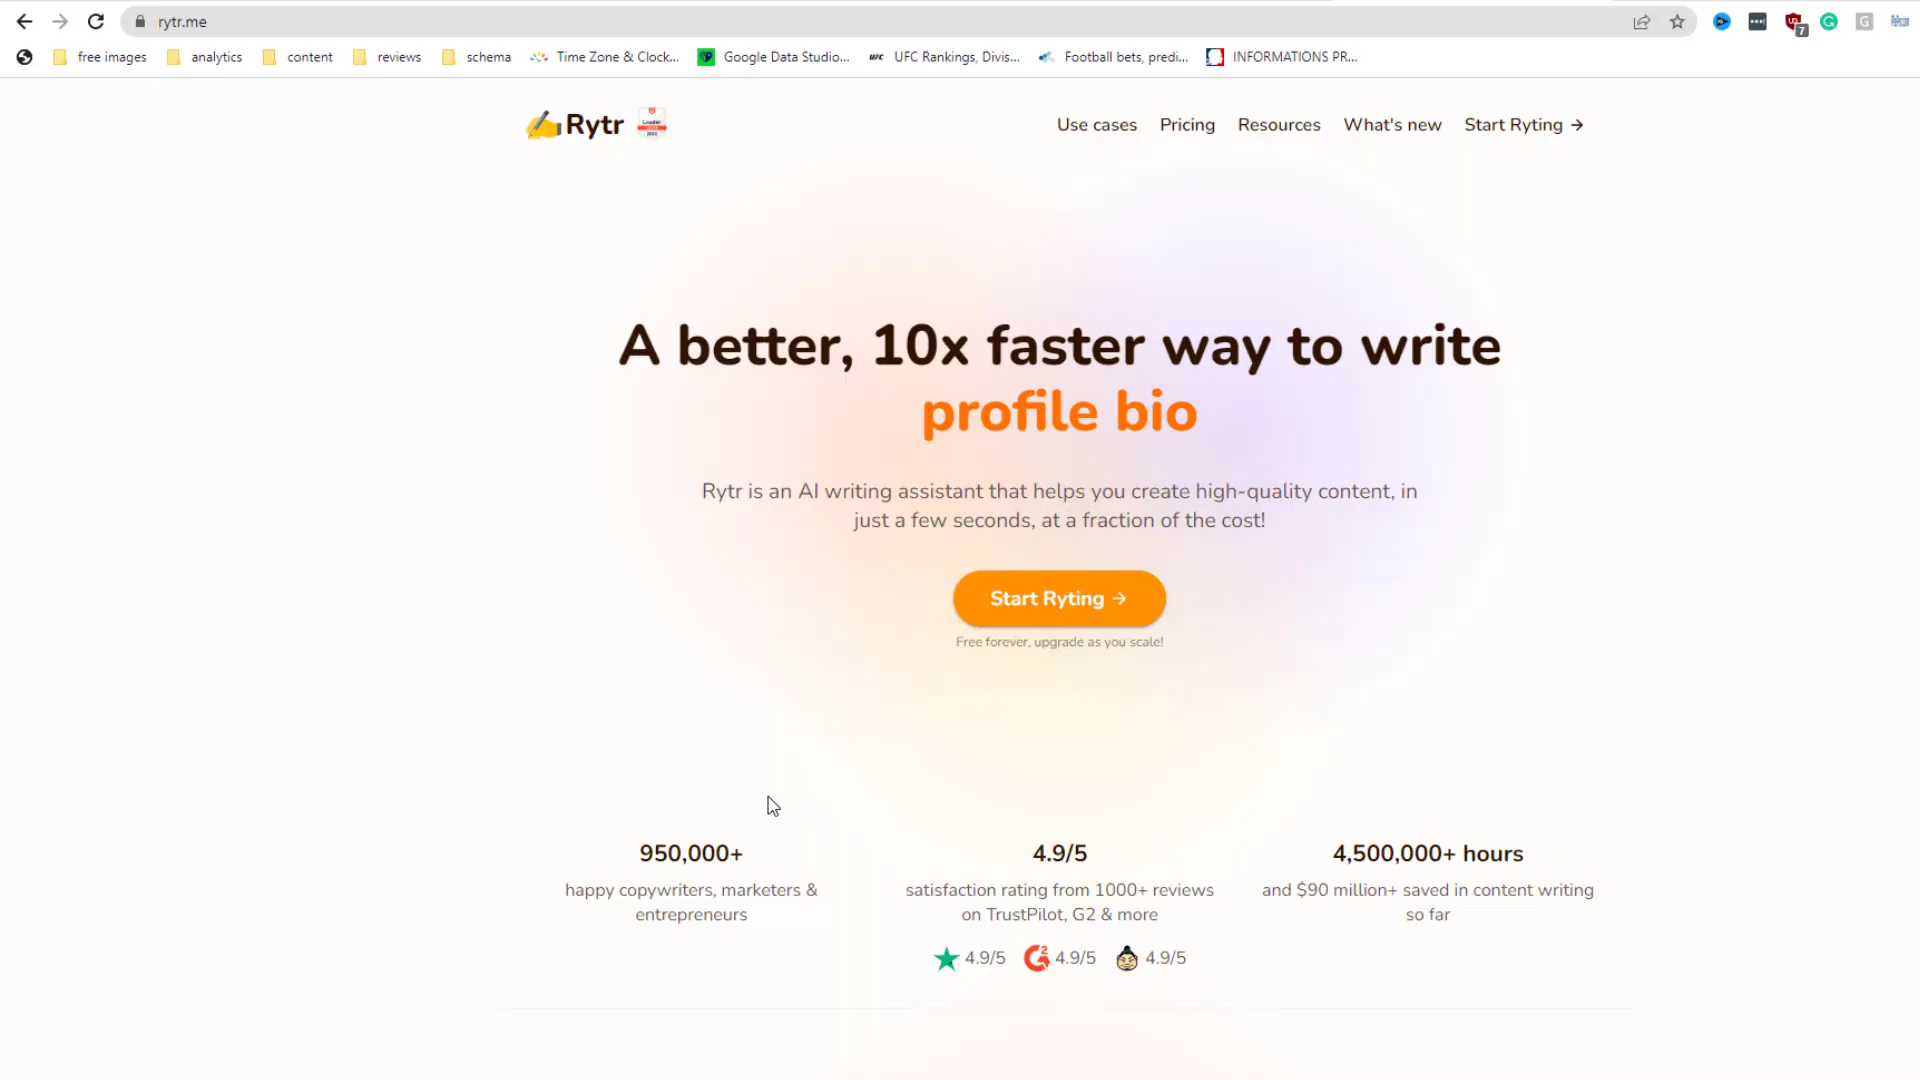 rytr.me
7
free images
analytics
content
reviews
schema
Time Zone & Clock...
Google Data Studio...
UFC
UFC Rankings, Divis...
Football bets, predi...
INFORMATIONS PR...
Rytr
Leader
Use cases
Pricing
Resources
What's new
Start Ryting →
A better, 10x faster way to write
profile bio
Rytr is an AI writing assistant that helps you create high-quality content, in
just a few seconds, at a fraction of the cost!
Start Ryting →
Free forever, upgrade as you scale!
950,000+
happy copywriters, marketers &
entrepreneurs
4.9/5
satisfaction rating from 1000+ reviews
on TrustPilot, G2 & more
4.9/5
4.9/5
4.9/5
4,500,000+ hours
and $90 million+ saved in content writing
so far